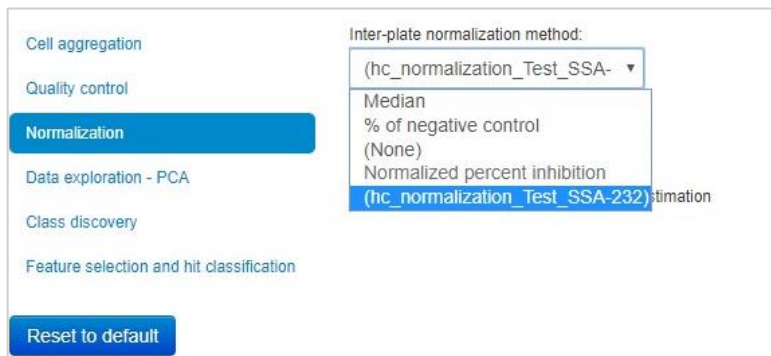 Cell aggregation
Quality control
Normalization
Data exploration - PCA
Class discovery
Feature selection and hit classification
Reset to default
Inter-plate normalization method:
(hc_normalization_Test_SSA-
Median
% of negative control
(None)
Normalized percent inhibition
(hc_normalization_Test_SSA-232)
stimation